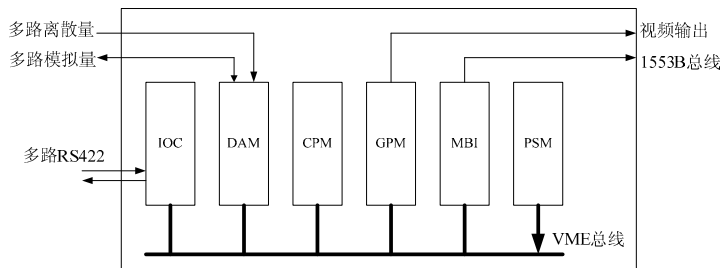 多路离散量
视频输出
多路模拟量
1553B总线
IOC
DAM
CPM
GPM
MBI
PSM
多路RS422
VME总线